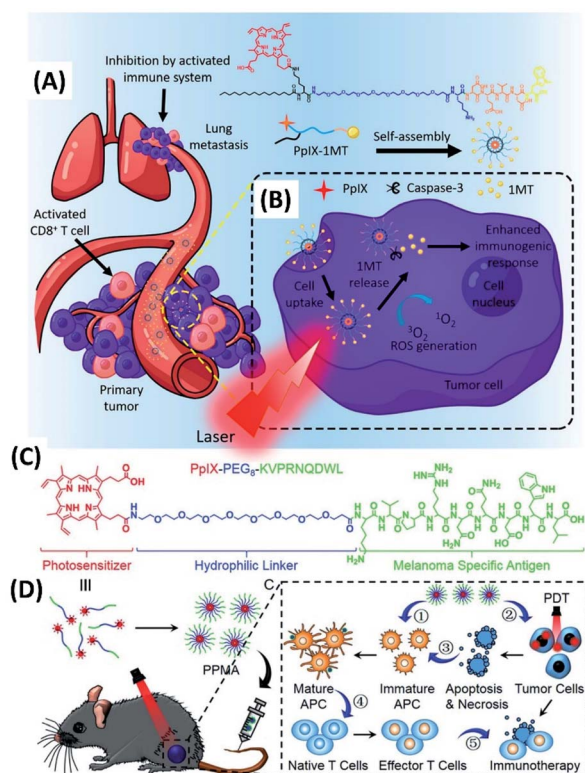 (A)
Inhibition by activated
immune system
Lung
metastasis
PpIX-1MT
Self-assembly
Activated
CD8⁺ T cell
PpIX
Caspase-3
1MT
(B)
1MT
release
Enhanced
immunogenic
response
Cell
uptake
Cell
nucleus
³O₂
¹O₂
ROS generation
Tumor cell
Primary
tumor
Laser
(C)
PpIX-PEG₈-KVPRNQDWL
Photosensitizer
Hydrophilic Linker
Melanoma Specific Antigen
(D)
III
C
PPMA
①
②
PDT
③
Mature
APC
Immature
APC
Apoptosis
& Necrosis
Tumor Cells
④
⑤
Native T Cells
Effector T Cells
Immunotherapy